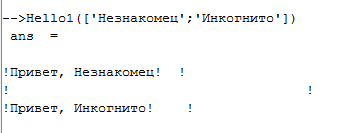 -->Hello1(['Незнакомец';'Инкогнито'])
ans  =
!Привет, Незнакомец!  !
!                                     !
!Привет, Инкогнито!    !